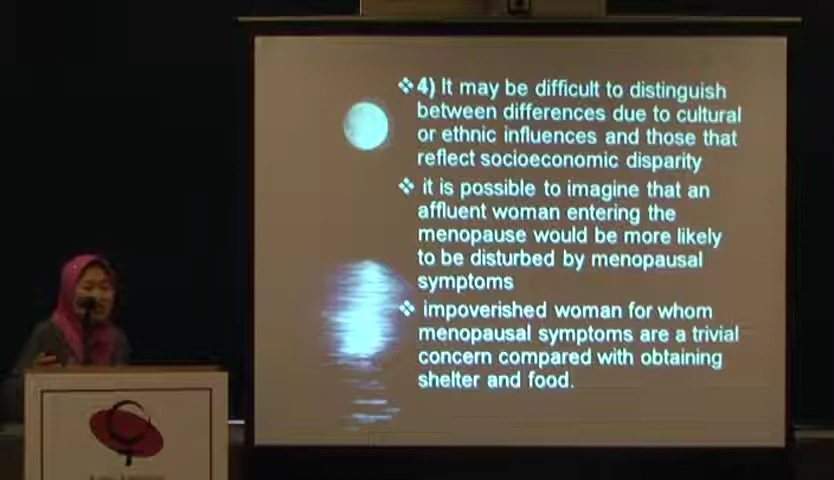 ❖4) It may be difficult to distinguish
between differences due to cultural
or ethnic influences and those that
reflect socioeconomic disparity
❖ it is possible to imagine that an
affluent woman entering the
menopause would be more likely
to be disturbed by menopausal
symptoms
❖ impoverished woman for whom
menopausal symptoms are a trivial
concern compared with obtaining
shelter and food.